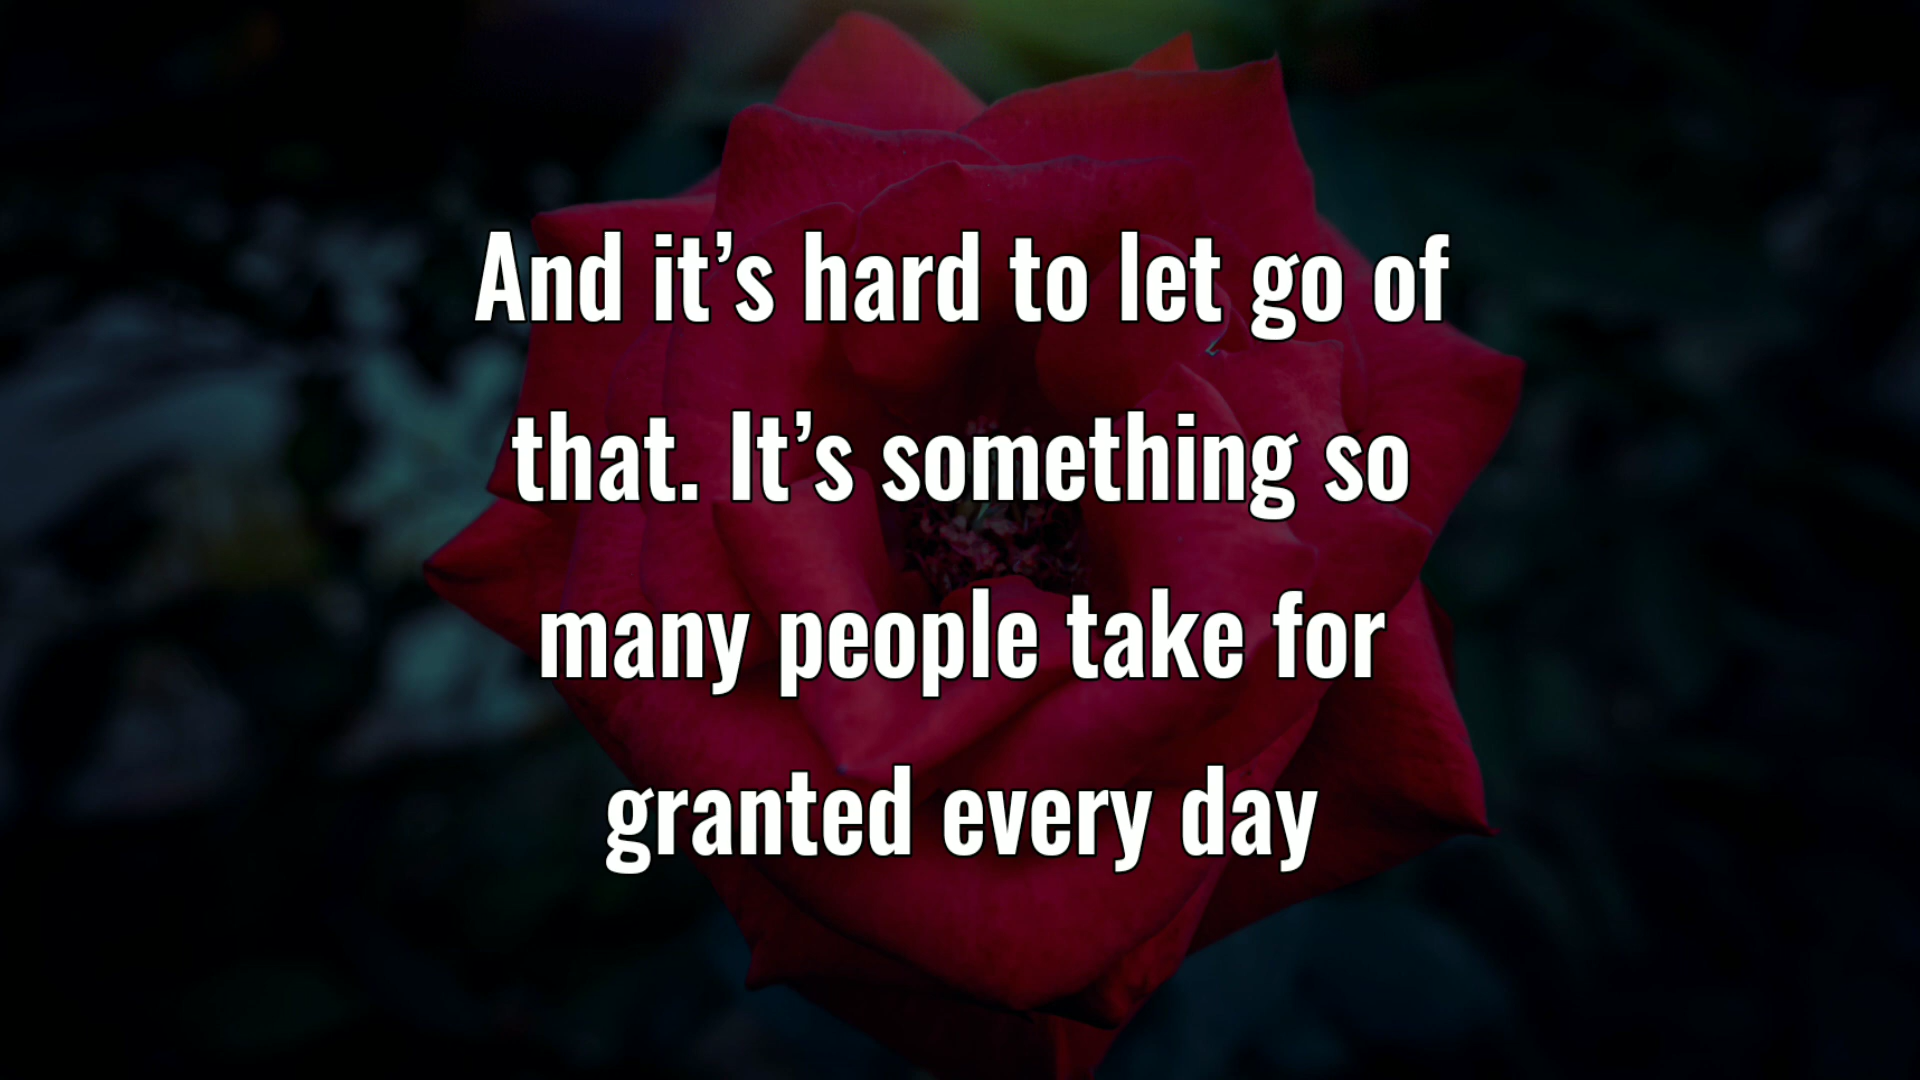 And it’s hard to let go of
that. It’s something so
many people take for
granted every day